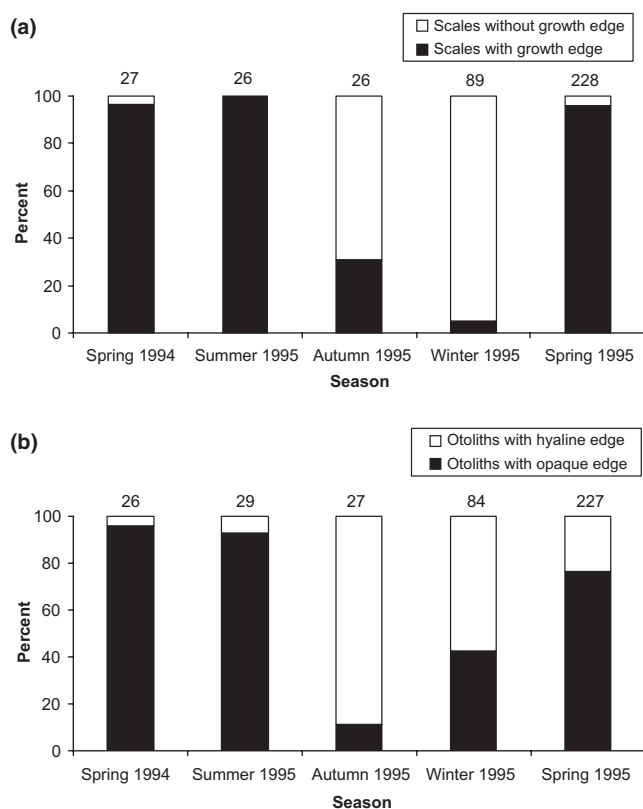 (a)
Scales without growth edge
Scales with growth edge
27 26 26 89 228
100
80
60
40
20
0
Percent
Spring 1994 Summer 1995 Autumn 1995 Winter 1995 Spring 1995
Season
(b)
Otoliths with hyaline edge
Otoliths with opaque edge
26 29 27 84 227
100
80
60
40
20
0
Percent
Spring 1994 Summer 1995 Autumn 1995 Winter 1995 Spring 1995
Season